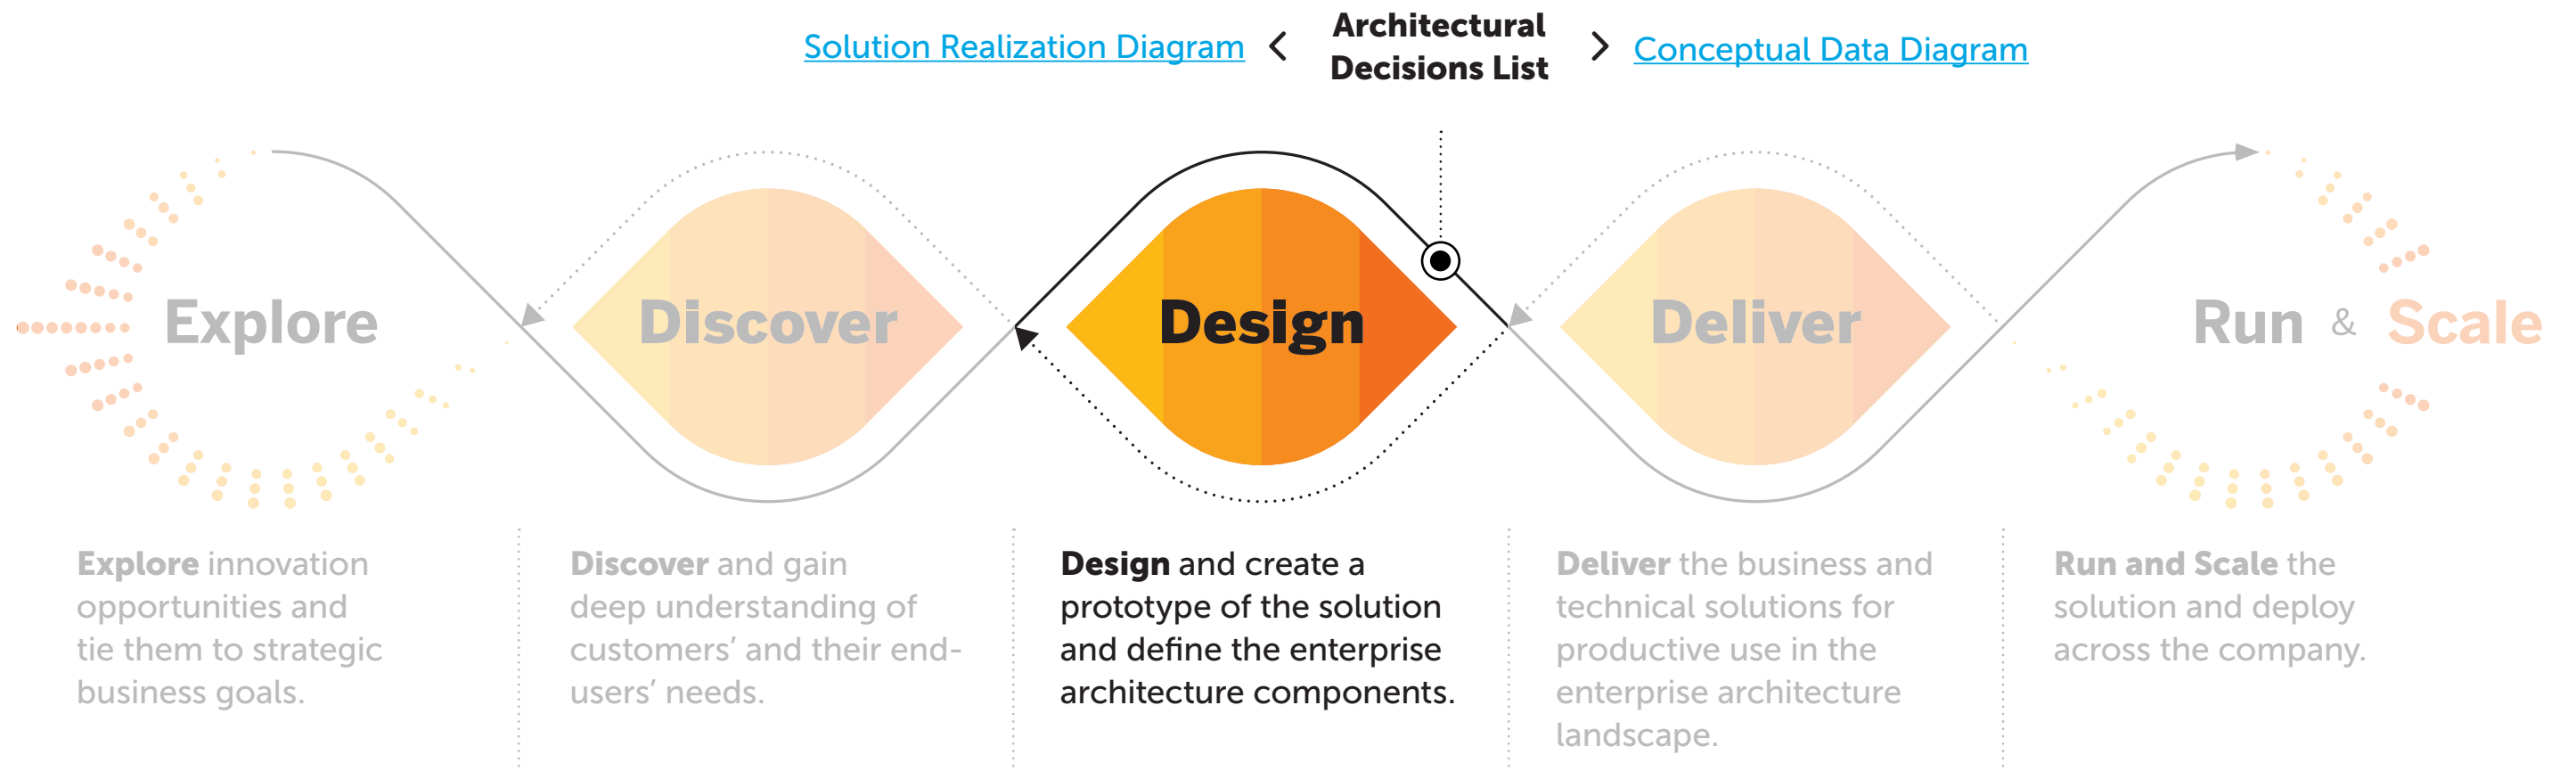 Solution Realization Diagram < Architectural Decisions List > Conceptual Data Diagram
Explore
Discover
Design
Deliver
Run & Scale
Explore innovation
opportunities and
tie them to strategic
business goals.
Discover and gain
deep understanding of
customers’ and their end-
users’ needs.
Design and create a
prototype of the solution
and define the enterprise
architecture components.
Deliver the business and
technical solutions for
productive use in the
enterprise architecture
landscape.
Run and Scale the
solution and deploy
across the company.